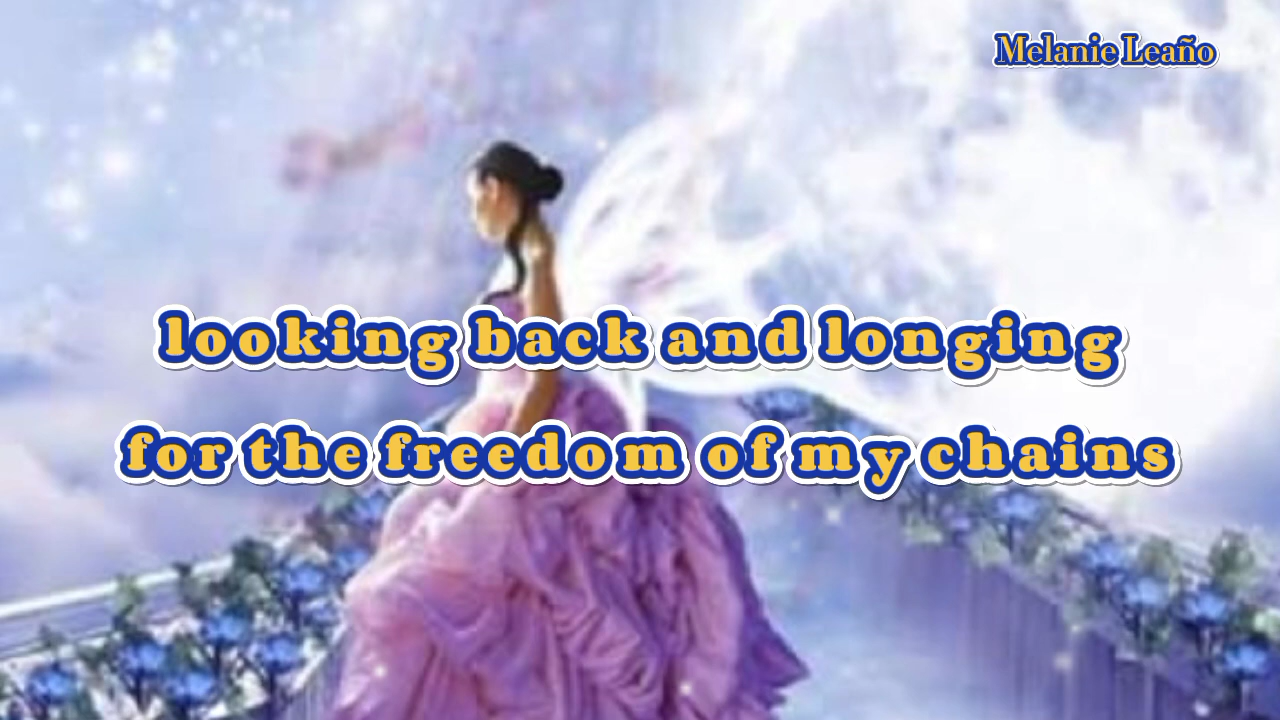 Melanie Leaño
looking back and longing
for the freedom of my chains